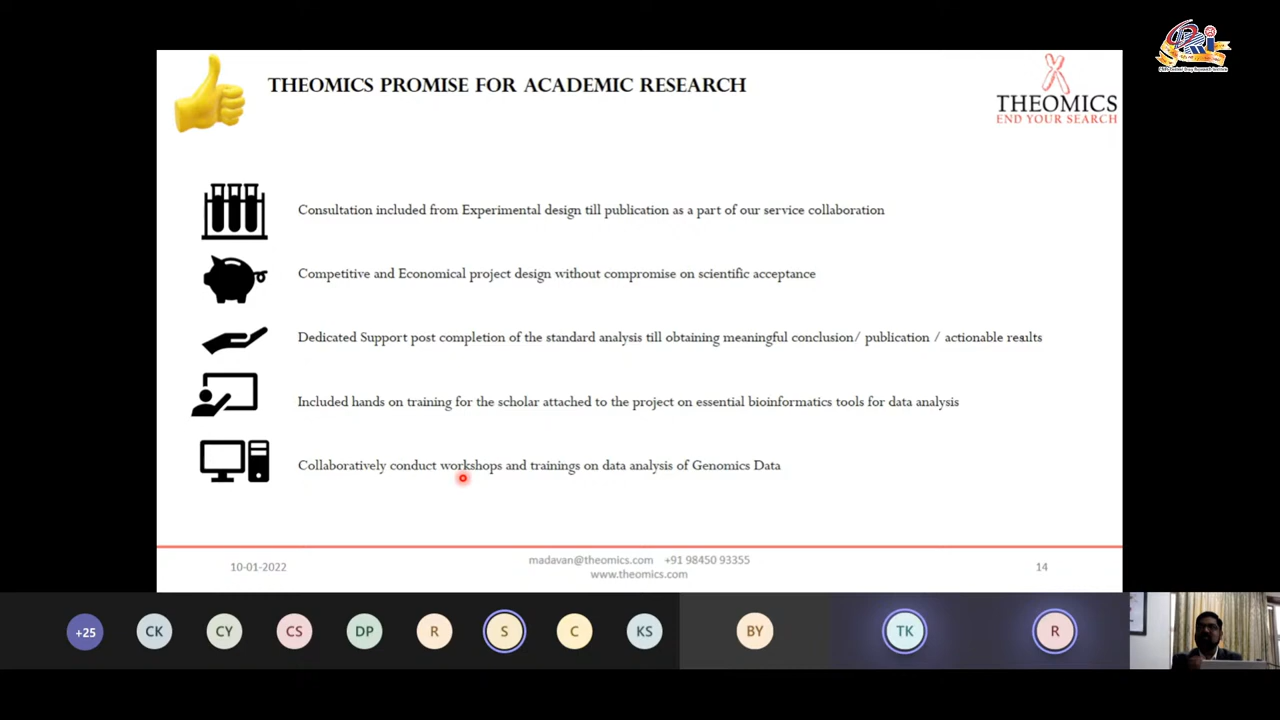 THEOMICS PROMISE FOR ACADEMIC RESEARCH
THEOMICS
END YOUR SEARCH
Consultation included from Experimental design till publication as a part of our service collaboration
Competitive and Economical project design without compromise on scientific acceptance
Dedicated Support post completion of the standard analysis till obtaining meaningful conclusion/ publication / actionable results
Included hands on training for the scholar attached to the project on essential bioinformatics tools for data analysis
Collaboratively conduct workshops and trainings on data analysis of Genomics Data
madavan@theomics.com +91 98450 93355
10-01-2022
www.theomics.com
14
+25 CK CY CS DP R S C KS BY TK R